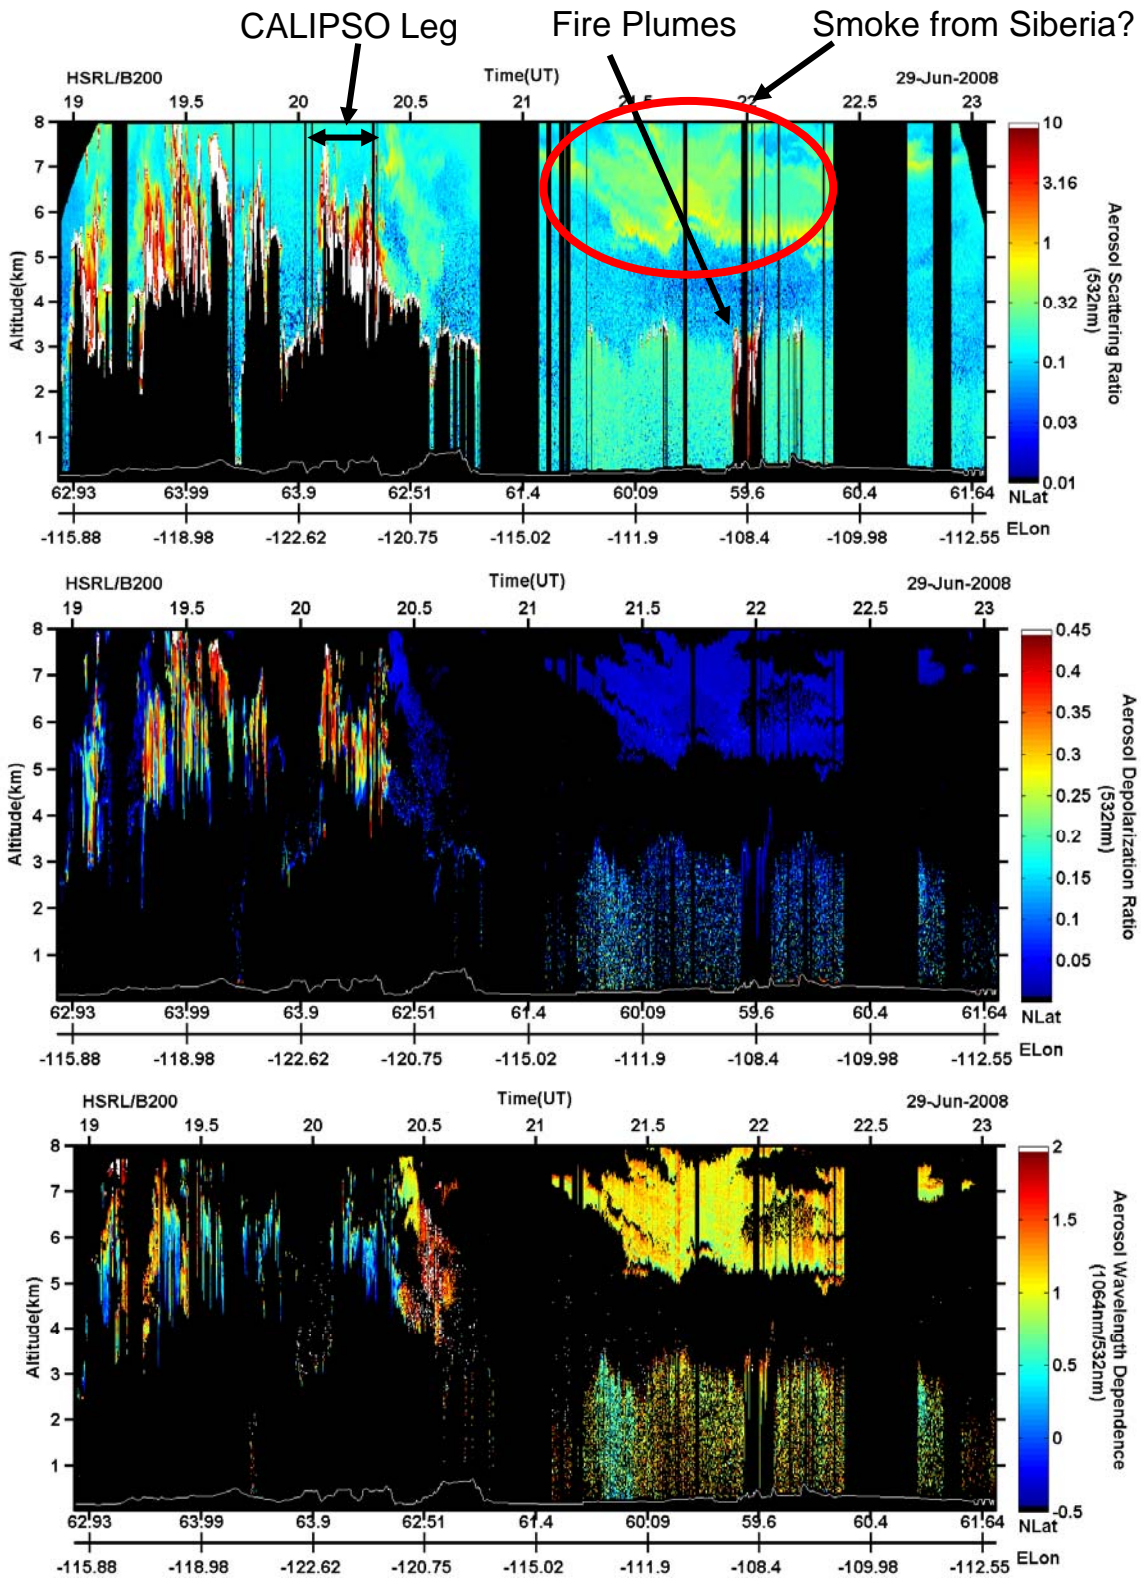 CALIPSO Leg Fire Plumes Smoke from Siberia?
HSRL/B200 Time(UT) 29-Jun-2008
19 19.5 20 20.5 21 21.5 22 22.5 23
8
7
6
5
4
3
2
1
Altitude(km)
10
3.16
1
0.32
0.1
0.03
0.01
Aerosol Scattering Ratio
(532nm)
62.93 63.99 63.9 62.51 61.4 60.09 59.6 60.4 61.64 NLat
-115.88 -118.98 -122.62 -120.75 -115.02 -111.9 -108.4 -109.98 -112.55 ELon
HSRL/B200 Time(UT) 29-Jun-2008
19 19.5 20 20.5 21 21.5 22 22.5 23
8
7
6
5
4
3
2
1
Altitude(km)
0.45
0.4
0.35
0.3
0.25
0.2
0.15
0.1
0.05
Aerosol Depolarization Ratio
(532nm)
62.93 63.99 63.9 62.51 61.4 60.09 59.6 60.4 61.64 NLat
-115.88 -118.98 -122.62 -120.75 -115.02 -111.9 -108.4 -109.98 -112.55 ELon
HSRL/B200 Time(UT) 29-Jun-2008
19 19.5 20 20.5 21 21.5 22 22.5 23
8
7
6
5
4
3
2
1
Altitude(km)
2
1.5
1
0.5
0
-0.5
Aerosol Wavelength Dependence
(1064nm/532nm)
62.93 63.99 63.9 62.51 61.4 60.09 59.6 60.4 61.64 NLat
-115.88 -118.98 -122.62 -120.75 -115.02 -111.9 -108.4 -109.98 -112.55 ELon